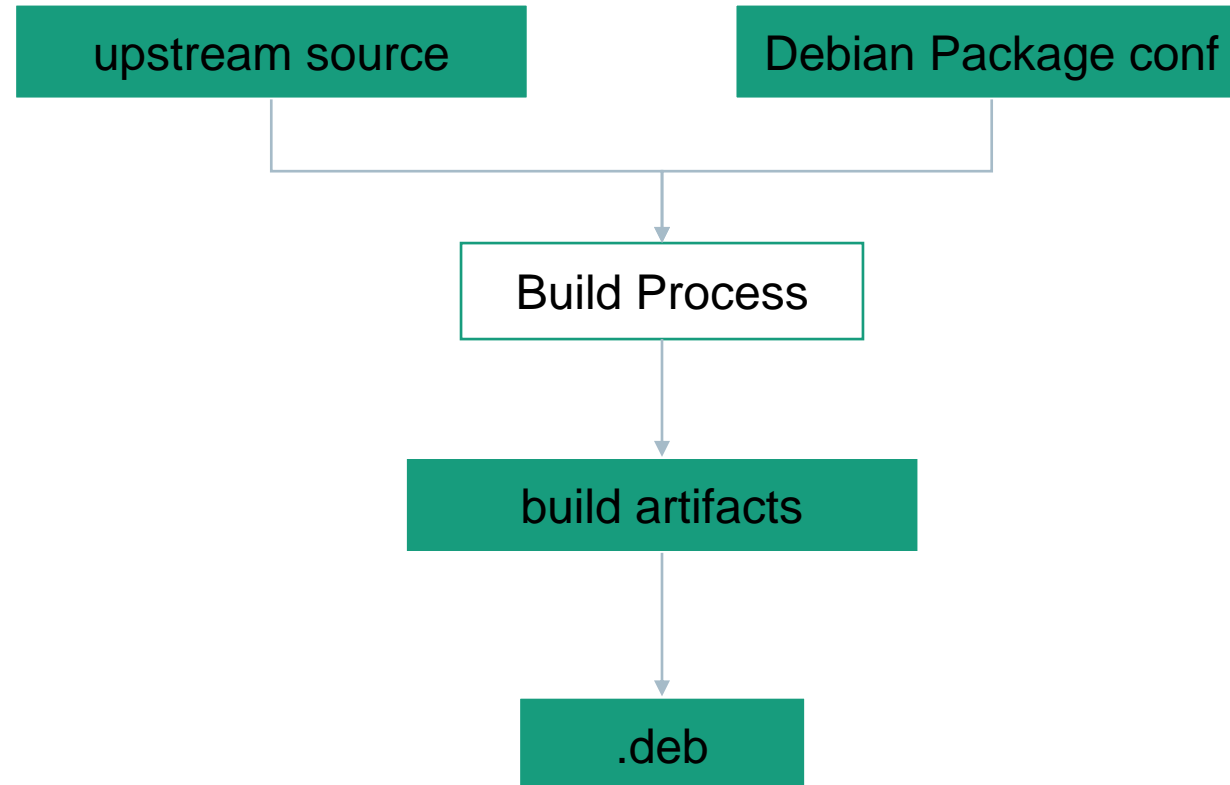 upstream source
Debian Package conf
Build Process
build artifacts
.deb